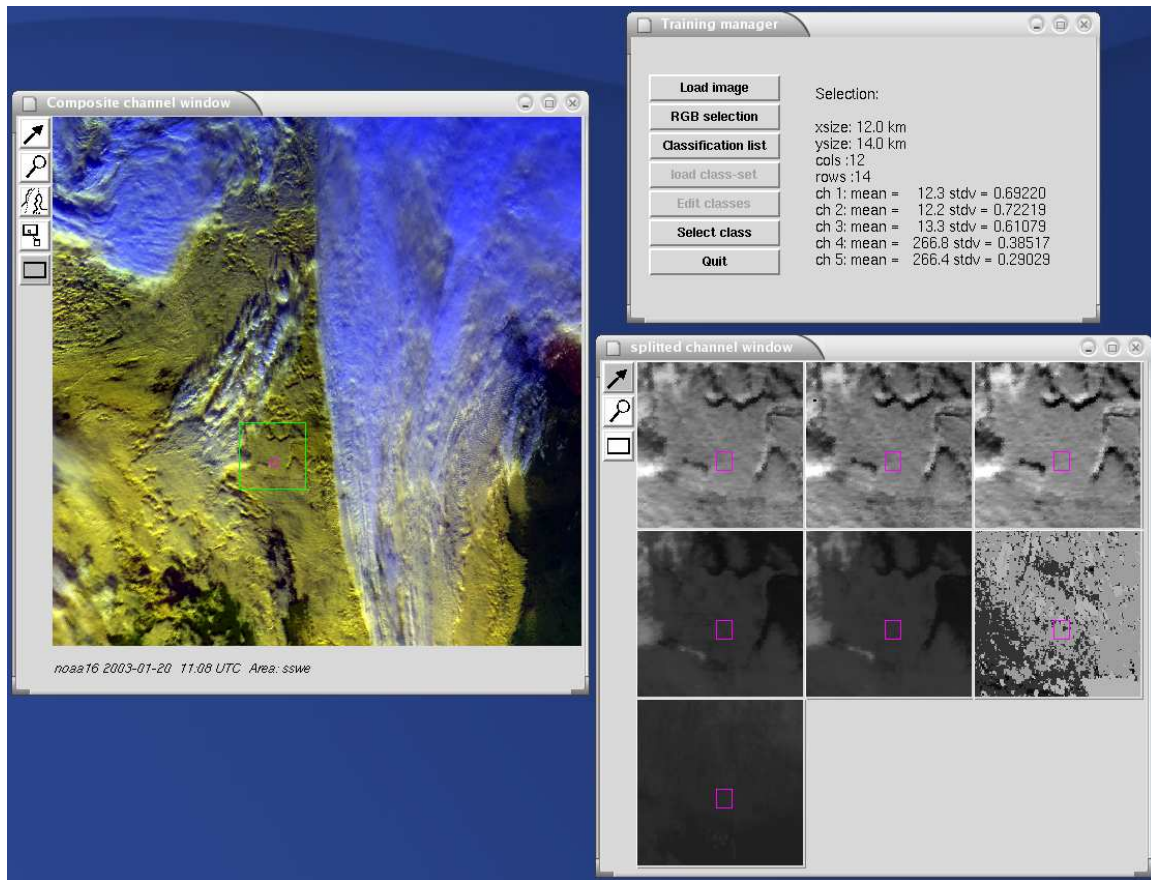 Training manager
Load image
RGB selection
Classification list
load class-set
Edit classes
Select class
Quit
Selection:
xsize: 12.0 km
ysize: 14.0 km
cols :12
rows :14
ch 1: mean = 12.3 stdv = 0.69220
ch 2: mean = 12.2 stdv = 0.72219
ch 3: mean = 13.3 stdv = 0.61079
ch 4: mean = 266.8 stdv = 0.38517
ch 5: mean = 266.4 stdv = 0.29029
Composite channel window
noaa16 2003-01-20 11:08 UTC Area: sswe
splitted channel window